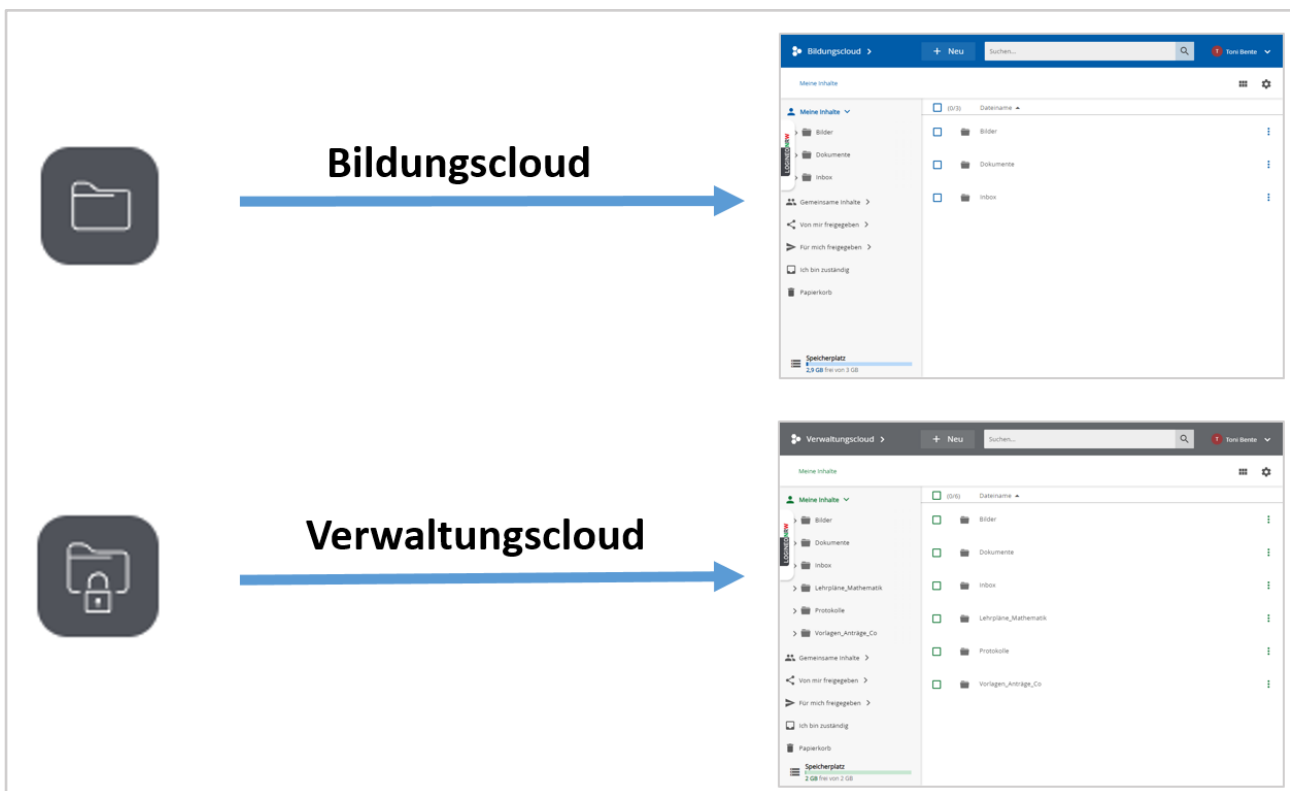 Bildungscloud
Bildungscloud >
+ Neu
Suchen...
T Toni Bente
Meine Inhalte
Meine Inhalte
(0/3) Dateiname
Bilder
Bilder
Dokumente
Dokumente
Inbox
Inbox
LOGINEO NRW
Gemeinsame Inhalte >
Von mir freigegeben >
Für mich freigegeben >
Ich bin zuständig
Papierkorb
Speicherplatz
2,9 GB frei von 3 GB
Verwaltungscloud
Verwaltungscloud >
+ Neu
Suchen...
T Toni Bente
Meine Inhalte
Meine Inhalte
(0/6) Dateiname
Bilder
Bilder
Dokumente
Dokumente
Inbox
Inbox
LOGINEO NRW
Lehrpläne_Mathematik
Lehrpläne_Mathematik
Protokolle
Protokolle
Vorlagen_Anträge_Co
Vorlagen_Anträge_Co
Gemeinsame Inhalte >
Von mir freigegeben >
Für mich freigegeben >
Ich bin zuständig
Papierkorb
Speicherplatz
2 GB frei von 2 GB